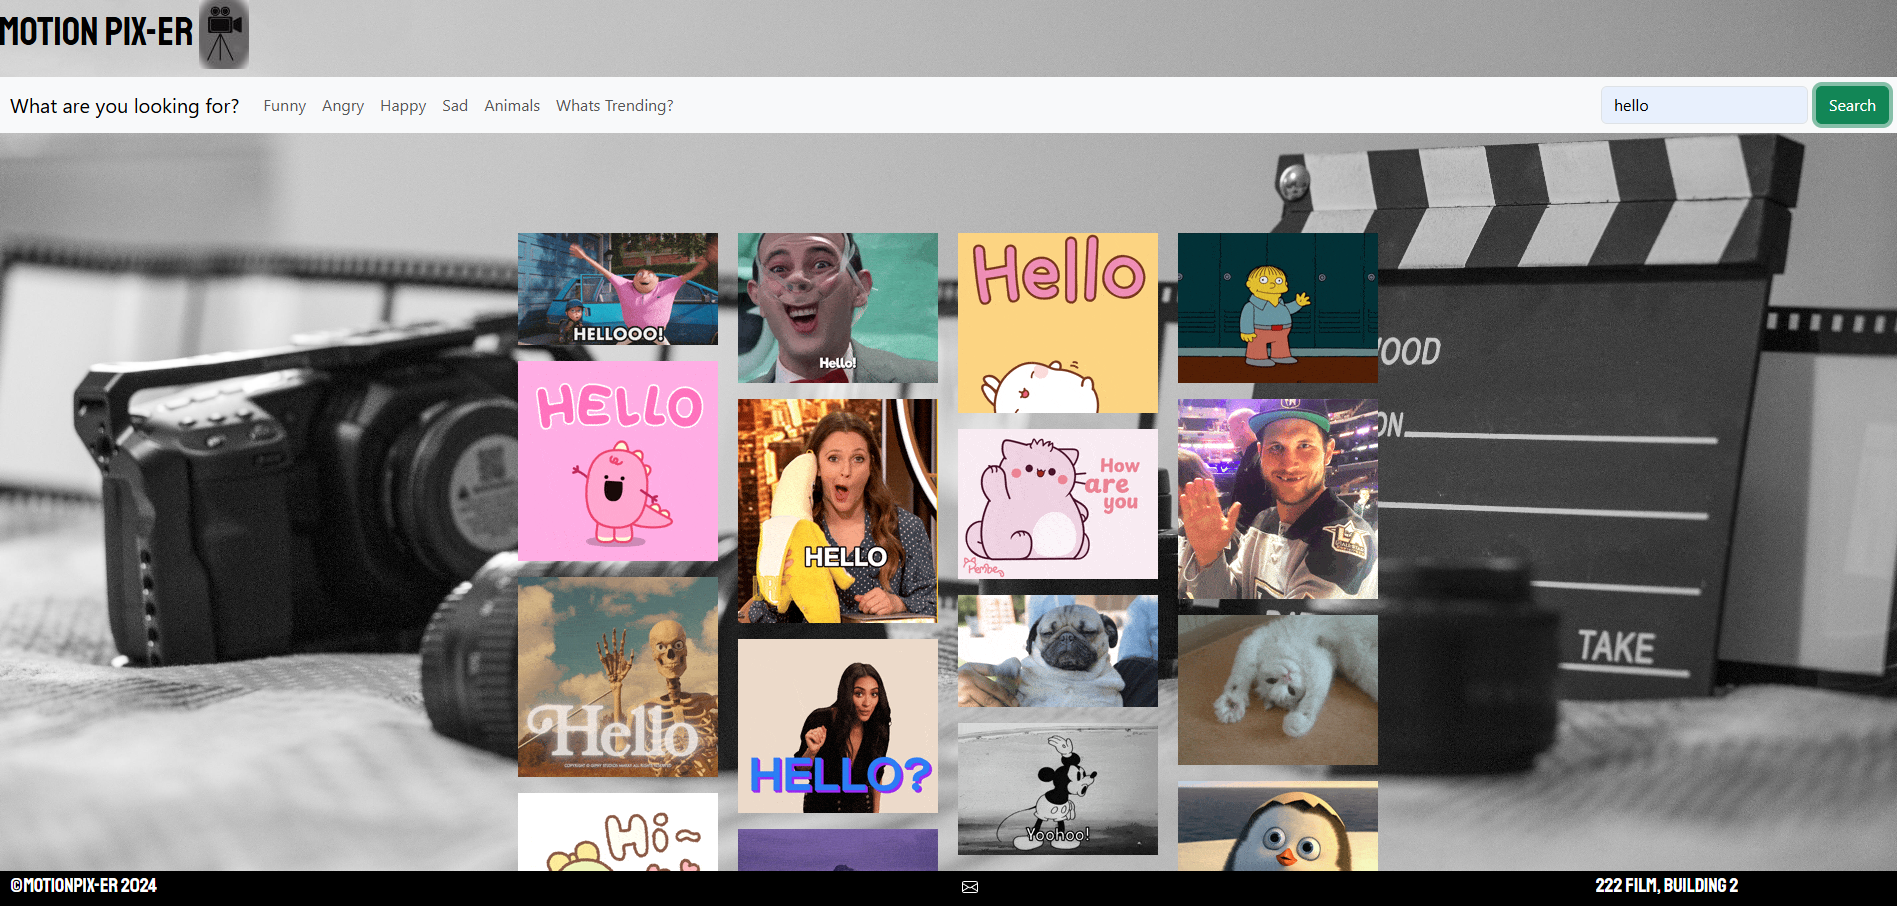 MOTION PIX-ER
What are you looking for? Funny Angry Happy Sad Animals Whats Trending? hello Search
HELLOOO!
Hello!
Hello
OOD
HELLO
ON
HELLO
How
are
you
Hello
TAKE
HELLO?
Yoohoo!
Hi~
©MOTIONPIX-ER 2024
222 FILM, BUILDING 2